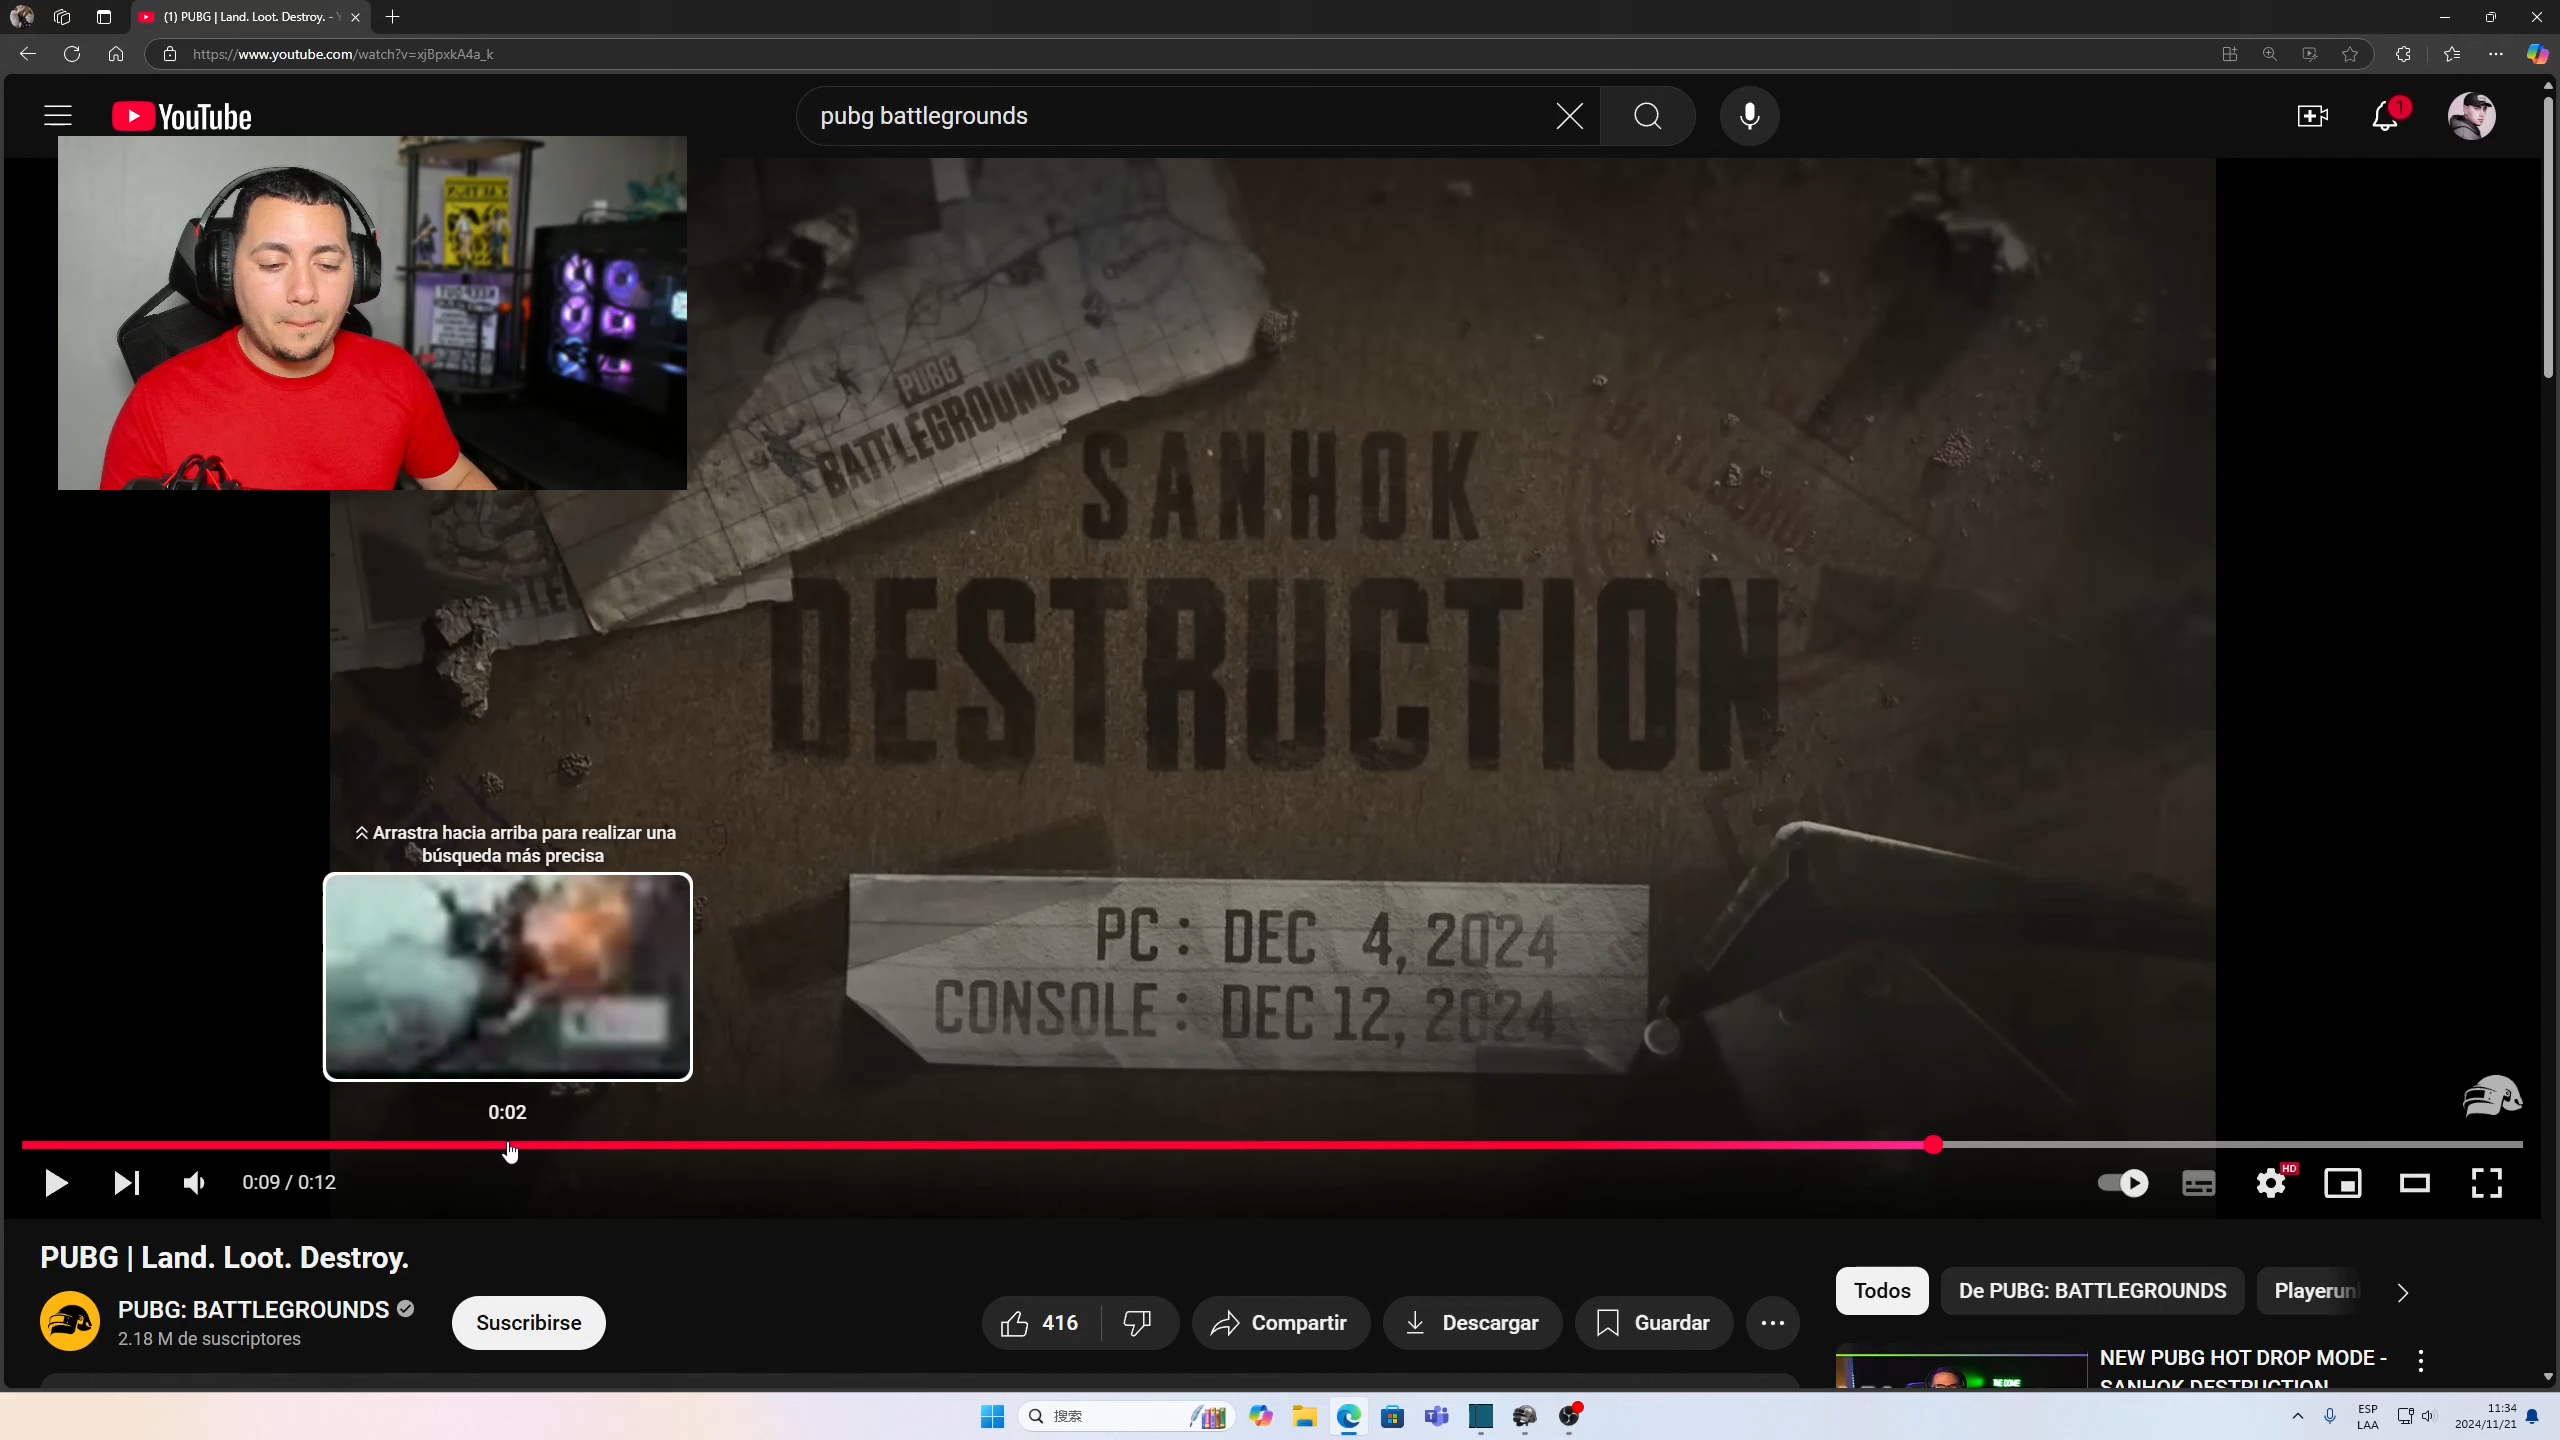 (1) PUBG | Land. Loot. Destroy. - Y
https://www.youtube.com/watch?v=xjBpxkA4a_k
YouTube
pubg battlegrounds
1
PUBG
BATTLEGROUNDS
SANHOK
DESTRUCTION
Arrastra hacia arriba para realizar una
búsqueda más precisa
PC : DEC 4, 2024
CONSOLE : DEC 12, 2024
0:02
0:09 / 0:12
HD
PUBG | Land. Loot. Destroy.
PUBG: BATTLEGROUNDS
2.18 M de suscriptores
Suscribirse
416
Compartir
Descargar
Guardar
Todos
De PUBG: BATTLEGROUNDS
Playerun
NEW PUBG HOT DROP MODE -
SANHOK DESTRUCTION
搜索
ESP
LAA
11:34
2024/11/21